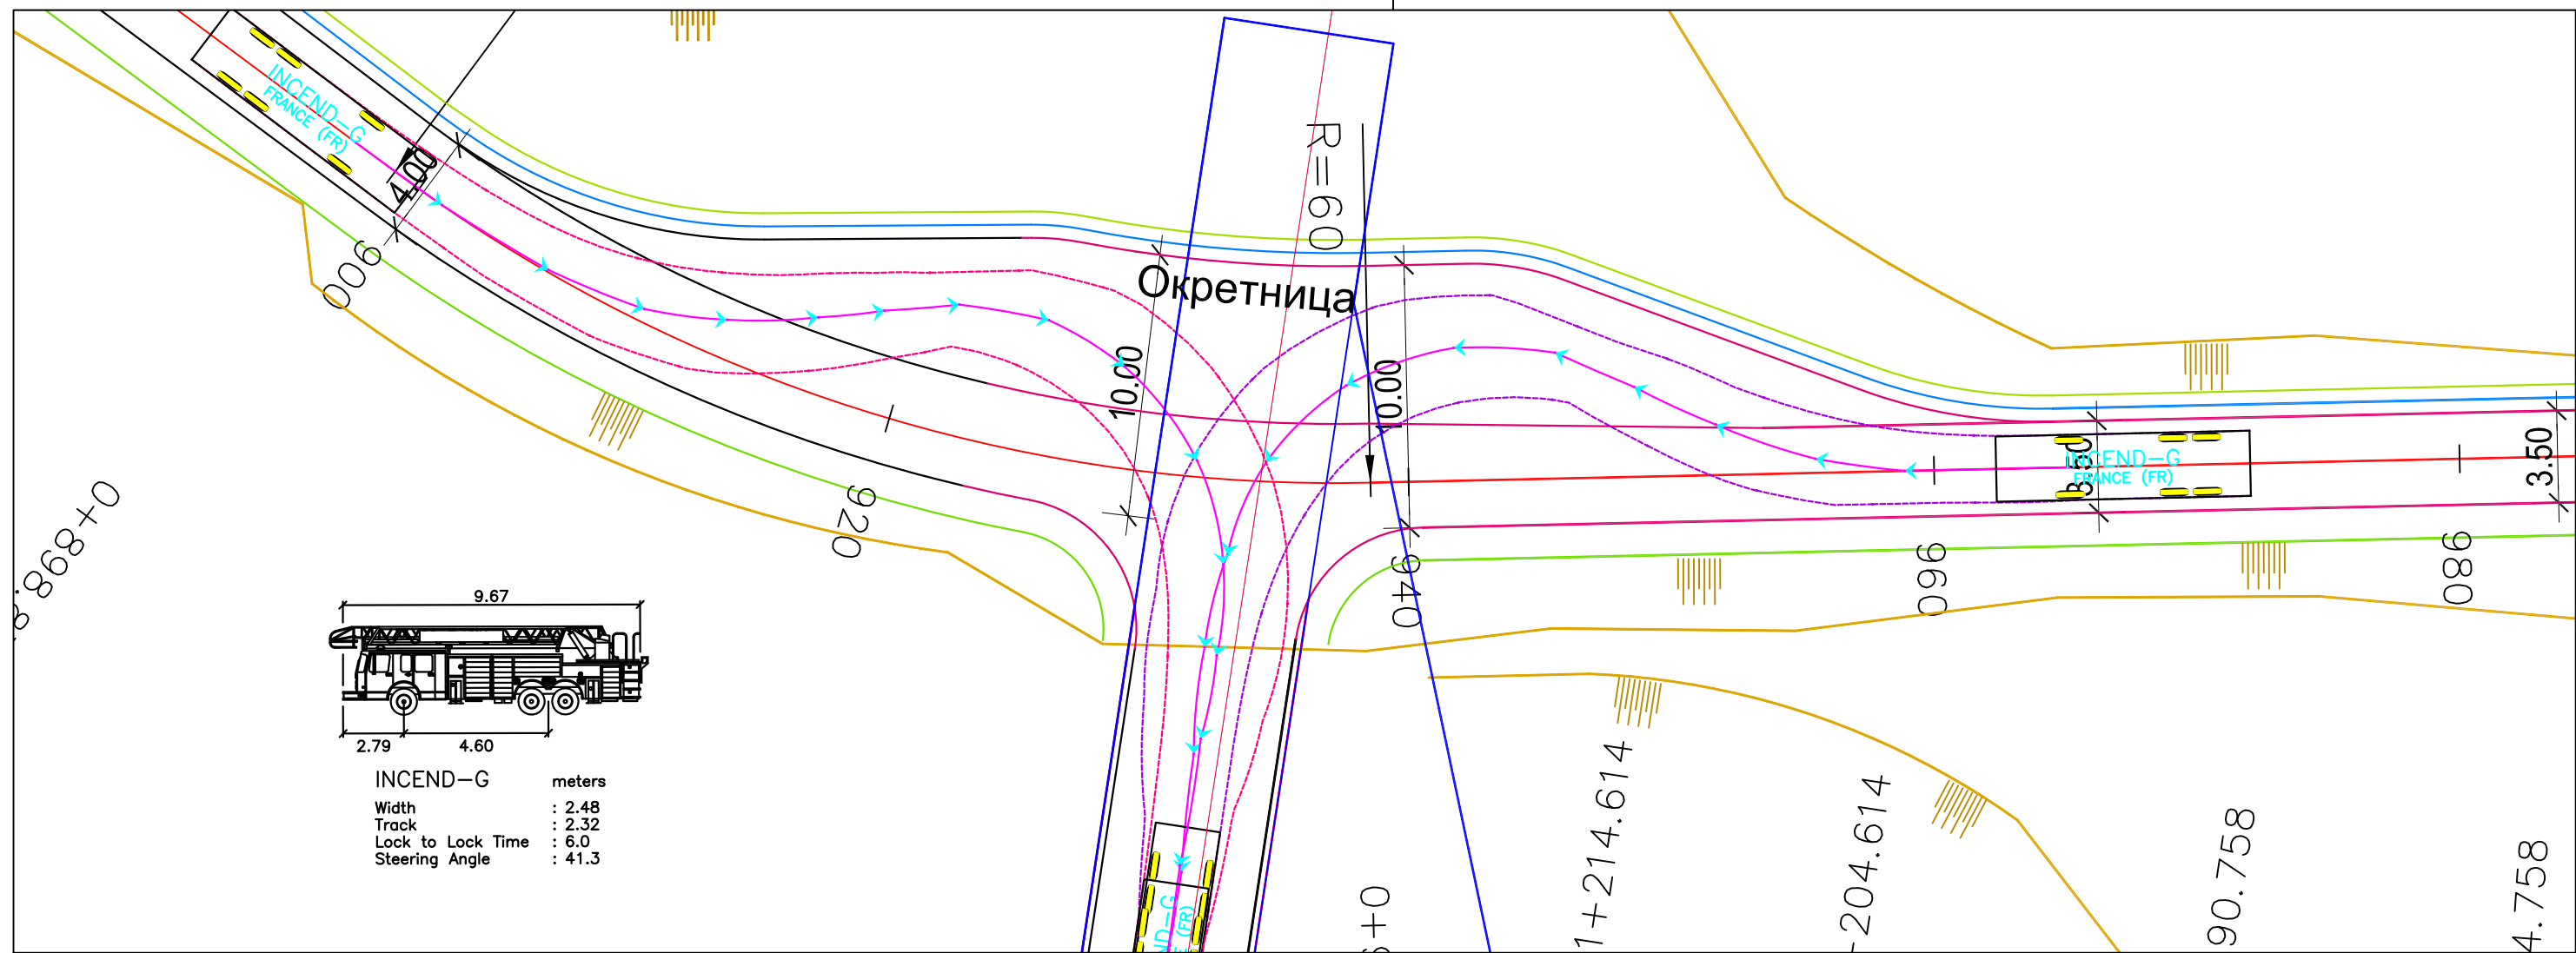 INCEND-G
FRANCE (FR)
4.00
900
R=60
Окретница
10.00
10.00
920
940
960
980
3.50
INCEND-G
FRANCE (FR)
9.67
2.79
4.60
INCEND-G meters
Width : 2.48
Track : 2.32
Lock to Lock Time : 6.0
Steering Angle : 41.3
1+214.614
-204.614
90.758
4.758